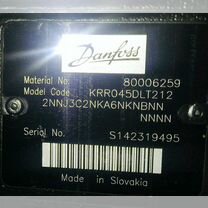 Danfoss
Material No: 80006259
Model Code: KRR045DLT212
2NNJ3C2NKA6NKNBNN
NNNN
Serial No: S142319495
Made in Slovakia